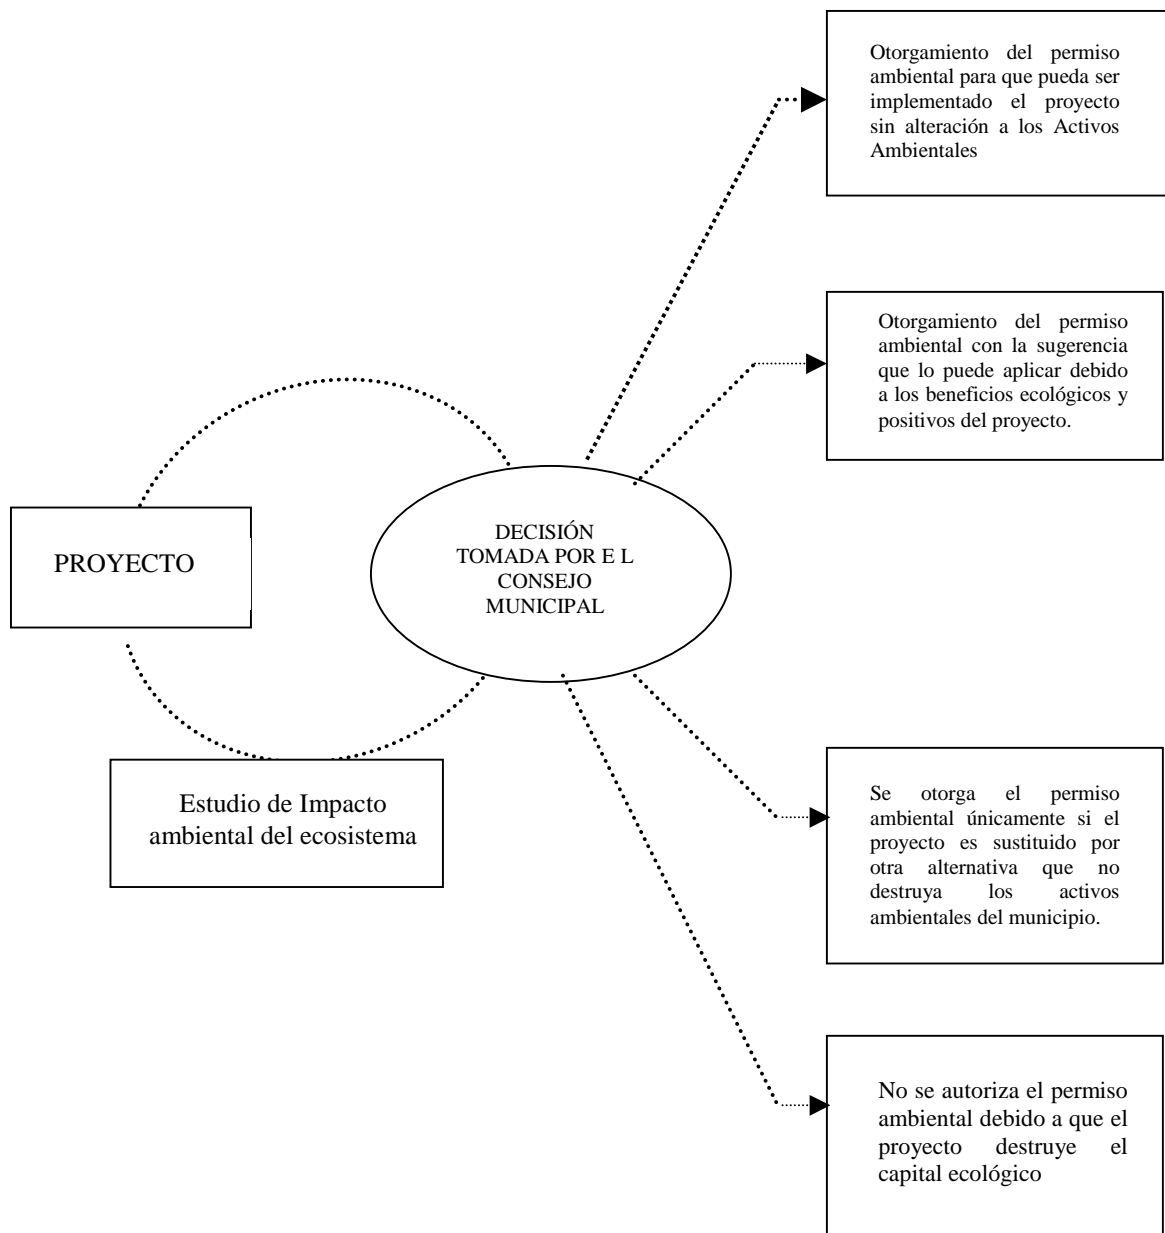 Otorgamiento del permiso
ambiental para que pueda ser
implementado el proyecto
sin alteración a los Activos
Ambientales
Otorgamiento del permiso
ambiental con la sugerencia
que lo puede aplicar debido
a los beneficios ecológicos y
positivos del proyecto.
DECISIÓN
TOMADA POR E L
CONSEJO
MUNICIPAL
PROYECTO
Estudio de Impacto
ambiental del ecosistema
Se otorga el permiso
ambiental únicamente si el
proyecto es sustituido por
otra alternativa que no
destruya los activos
ambientales del municipio.
No se autoriza el permiso
ambiental debido a que el
proyecto destruye el
capital ecológico